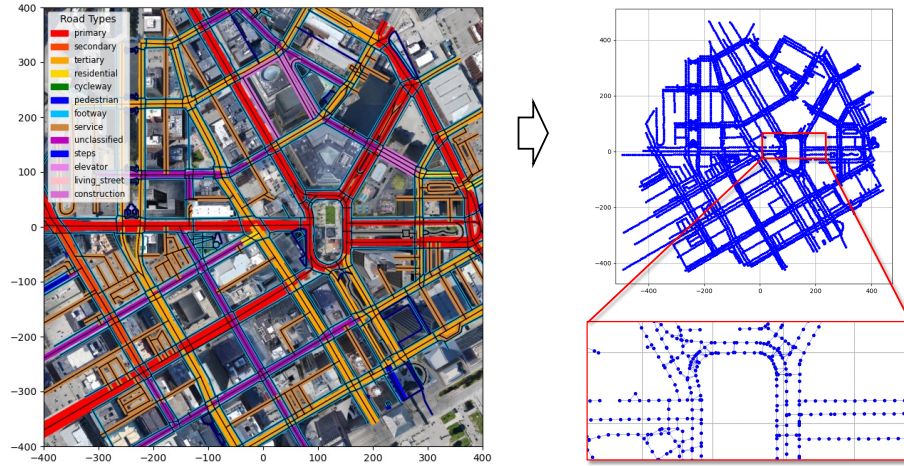 Road Types
primary
secondary
tertiary
residential
cycleway
pedestrian
footway
service
unclassified
steps
elevator
living_street
construction
400
300
200
100
0
−100
−200
−300
−400
−400
−300
−200
−100
0
100
200
300
400
400
200
0
−200
−400
−400
−200
0
200
400